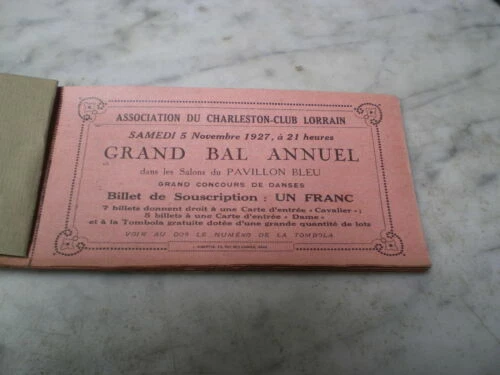 ASSOCIATION DU CHARLESTON-CLUB LORRAIN
SAMEDI 5 Novembre 1927, à 21 heures
GRAND BAL ANNUEL
dans les Salons du PAVILLON BLEU
GRAND CONCOURS DE DANSES
Billet de Souscription : UN FRANC
7 billets donnent droit à une Carte d'entrée « Cavalier » ;
5 billets à une Carte d'entrée « Dame »
et à la Tombola gratuite dotée d'une grande quantité de lots
VOIR AU DOS LE NUMÉRO DE LA TOMBOLA